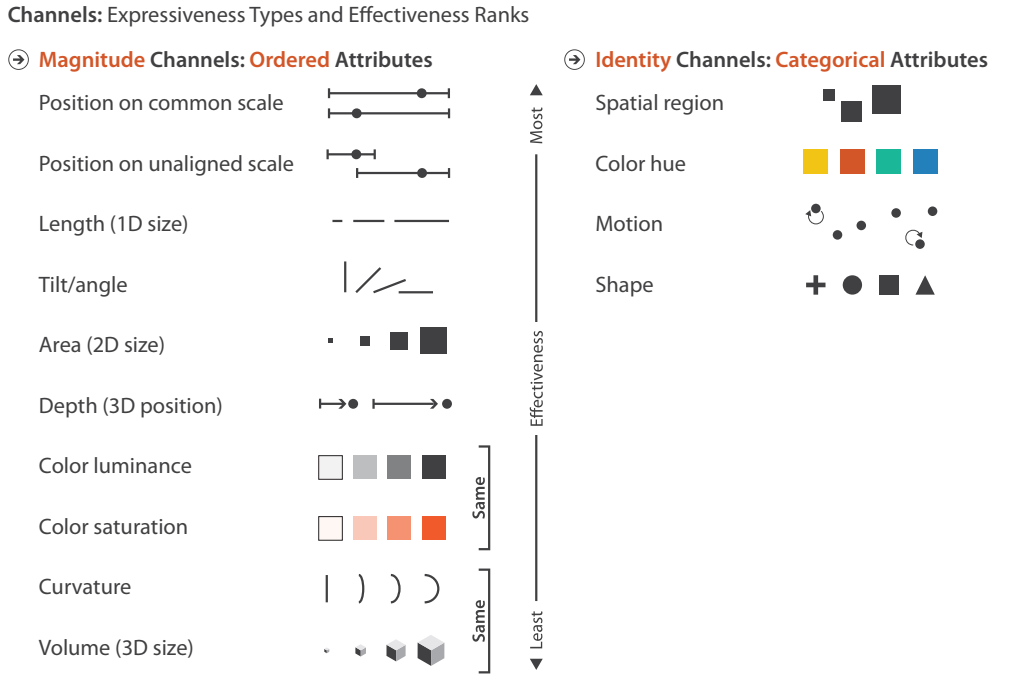 Channels: Expressiveness Types and Effectiveness Ranks
Magnitude Channels: Ordered Attributes
Position on common scale
Position on unaligned scale
Length (1D size)
Tilt/angle
Area (2D size)
Depth (3D position)
Color luminance
Color saturation
Curvature
Volume (3D size)
Same
Same
Most
Effectiveness
Least
Identity Channels: Categorical Attributes
Spatial region
Color hue
Motion
Shape